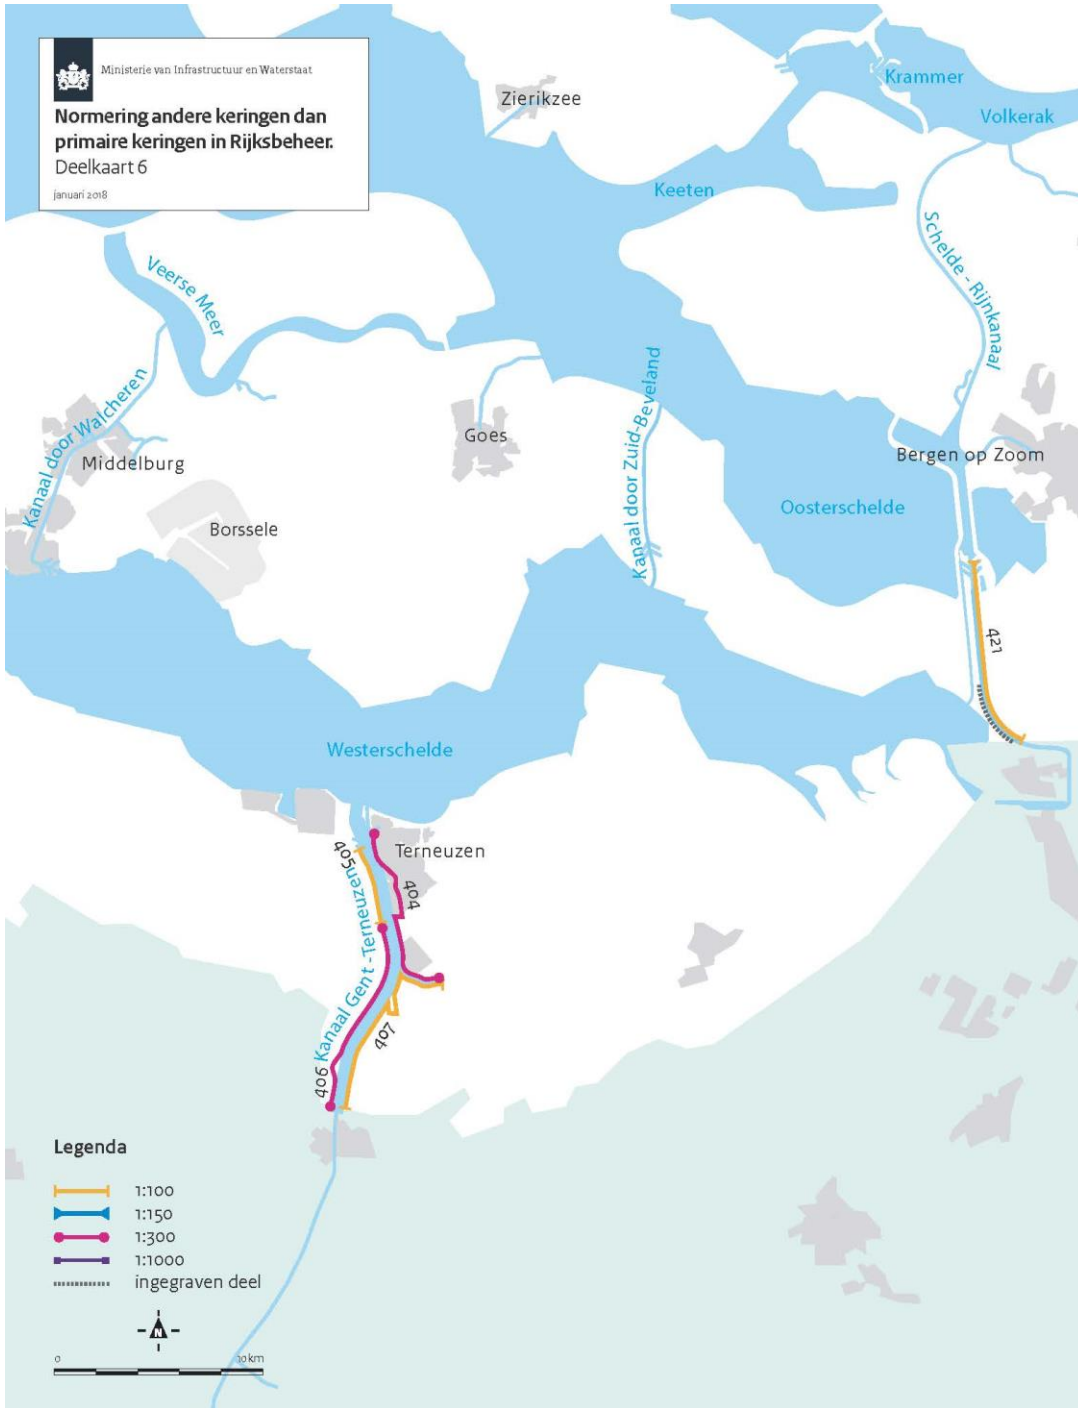 Ministerie van Infrastructuur en Waterstaat
Normering andere keringen dan
primaire keringen in Rijksbeheer.
Deelkaart 6
januari 2018
Zierikzee
Krammer
Volkerak
Keeten
Schelde - Rijnkanaal
Veerse Meer
Kanaal door Walcheren
Middelburg
Goes
Kanaal door Zuid-Beveland
Bergen op Zoom
Borssele
Oosterschelde
421
Westerschelde
405
Terneuzen
404
Kanaal Gent - Terneuzen
407
406
Legenda
1:100
1:150
1:300
1:1000
ingegraven deel
N
0
10km